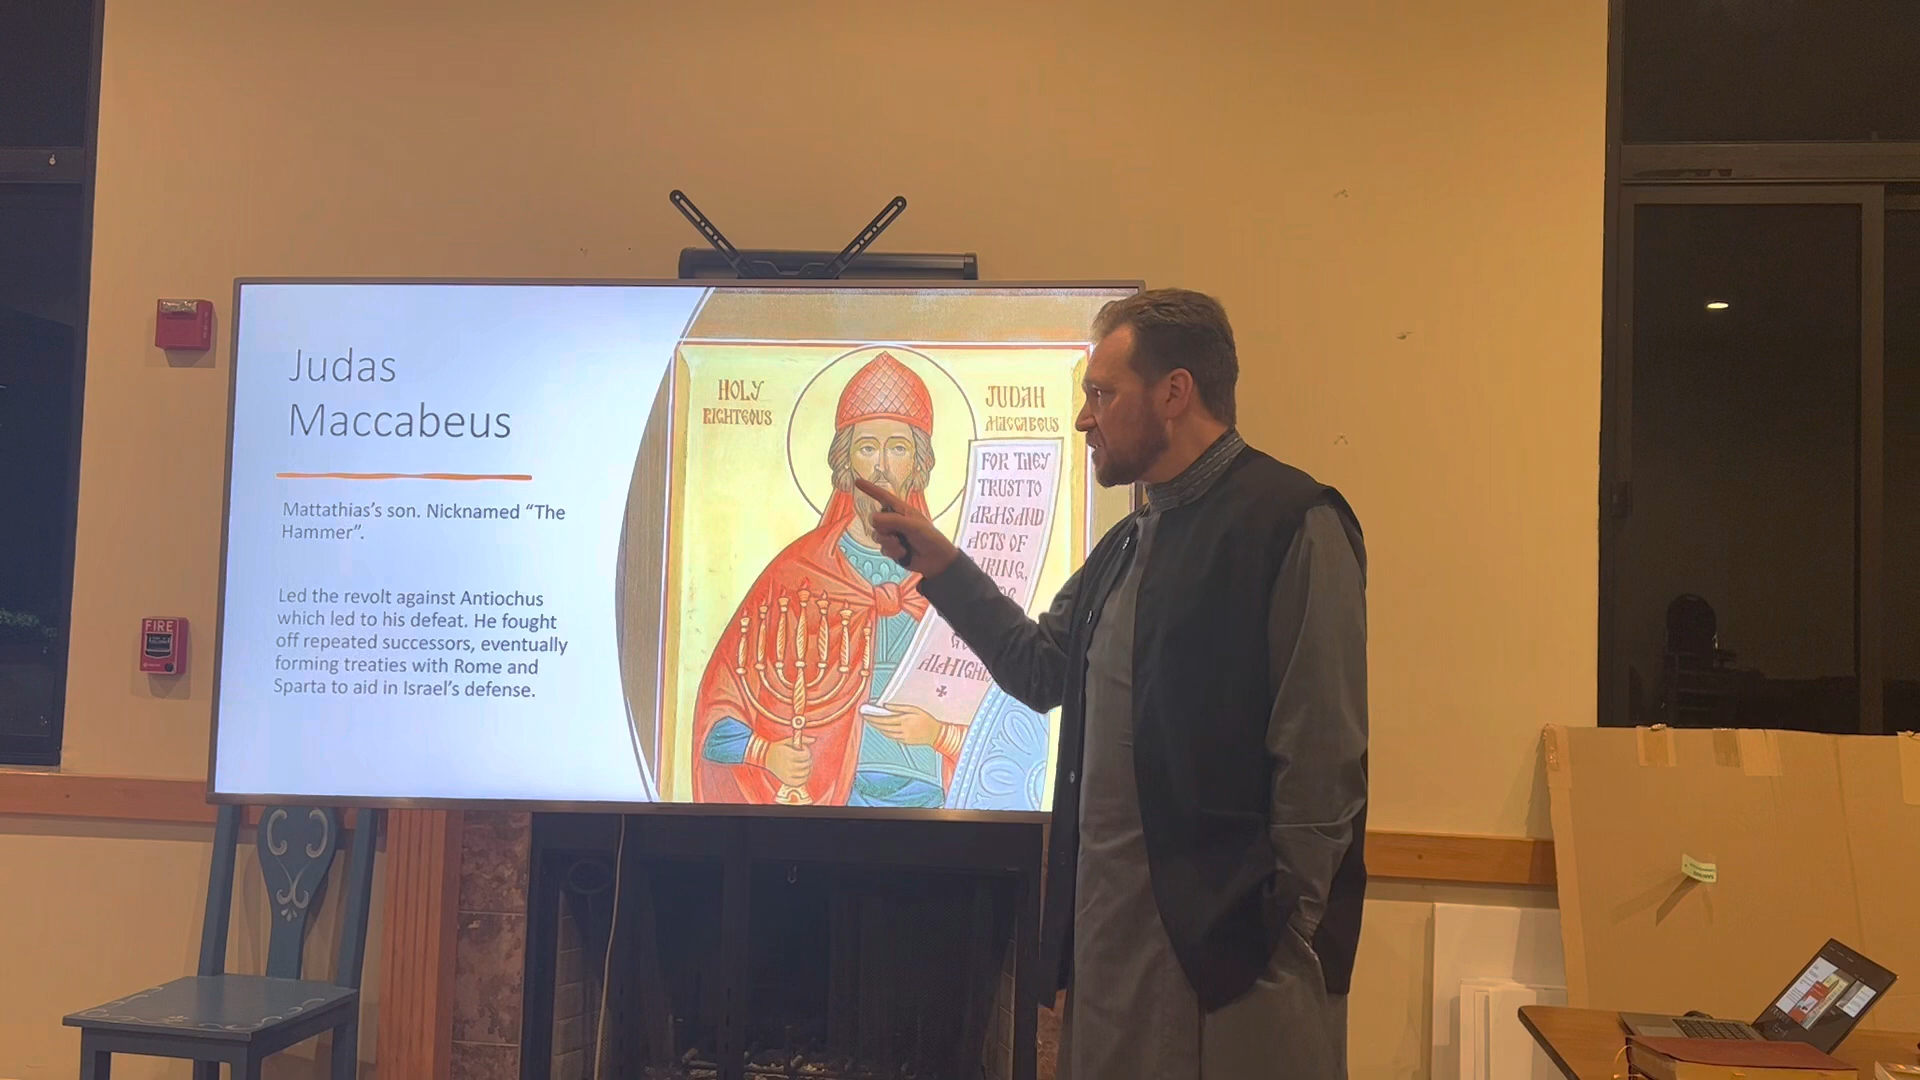 Judas
Maccabeus
Mattathias's son. Nicknamed “The
Hammer”.
Led the revolt against Antiochus
which led to his defeat. He fought
off repeated successors, eventually
forming treaties with Rome and
Sparta to aid in Israel's defense.
HOLY
RIGHTEOUS
JUDAH
MACCABEUS
FOR THEY
TRUST TO
ARMS AND
ACTS OF
FIRE